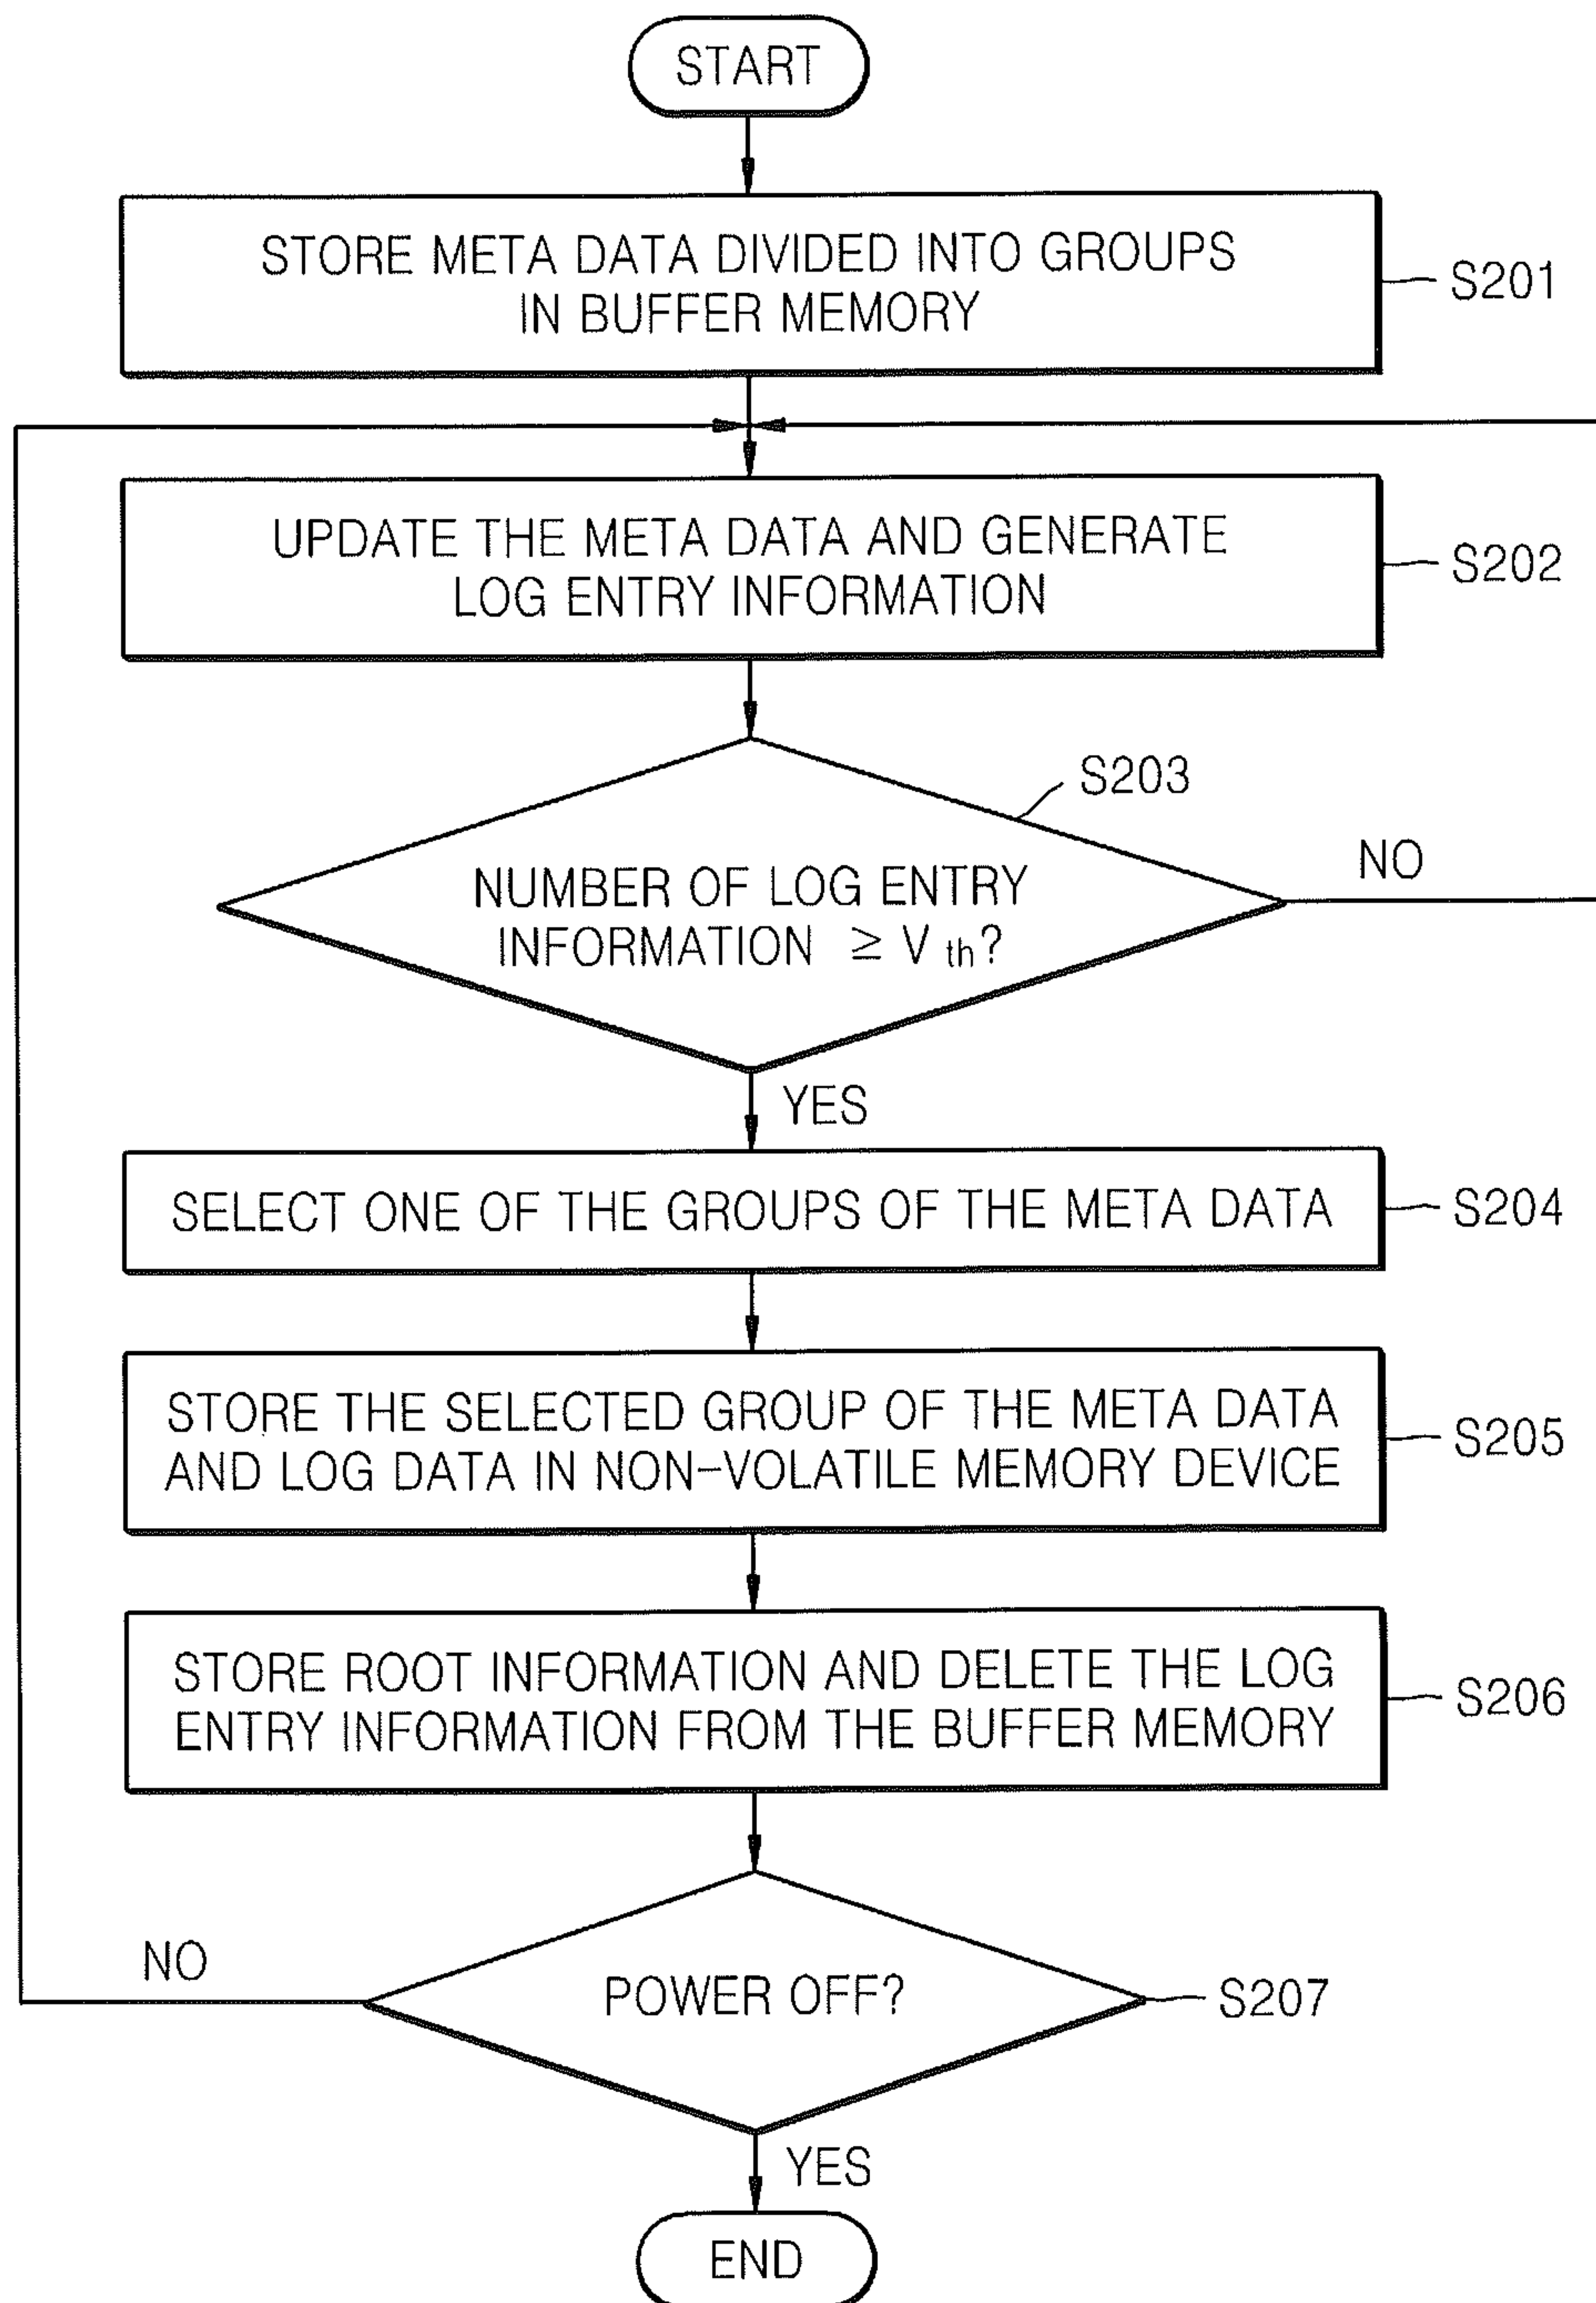 START
STORE META DATA DIVIDED INTO GROUPS
IN BUFFER MEMORY
S201
UPDATE THE META DATA AND GENERATE
LOG ENTRY INFORMATION
S202
S203
NUMBER OF LOG ENTRY
INFORMATION ≥ V th?
NO
YES
SELECT ONE OF THE GROUPS OF THE META DATA
S204
STORE THE SELECTED GROUP OF THE META DATA
AND LOG DATA IN NON-VOLATILE MEMORY DEVICE
S205
STORE ROOT INFORMATION AND DELETE THE LOG
ENTRY INFORMATION FROM THE BUFFER MEMORY
S206
NO
POWER OFF?
S207
YES
END